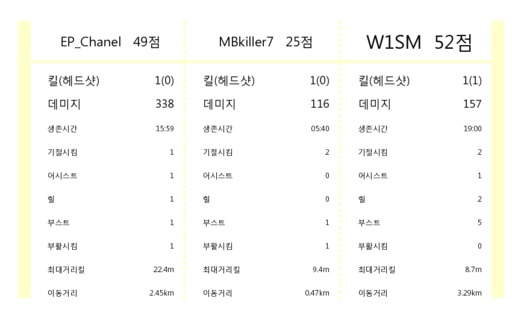 EP_Chanel 49점 MBkiller7 25점 W1SM 52점
킬(헤드샷) 1(0) 킬(헤드샷) 1(0) 킬(헤드샷) 1(1)
데미지 338 데미지 116 데미지 157
생존시간 15:59 생존시간 05:40 생존시간 19:00
기절시킴 1 기절시킴 2 기절시킴 2
어시스트 1 어시스트 0 어시스트 1
힐 1 힐 0 힐 2
부스트 1 부스트 1 부스트 5
부활시킴 1 부활시킴 1 부활시킴 0
최대거리킬 22.4m 최대거리킬 9.4m 최대거리킬 8.7m
이동거리 2.45km 이동거리 0.47km 이동거리 3.29km